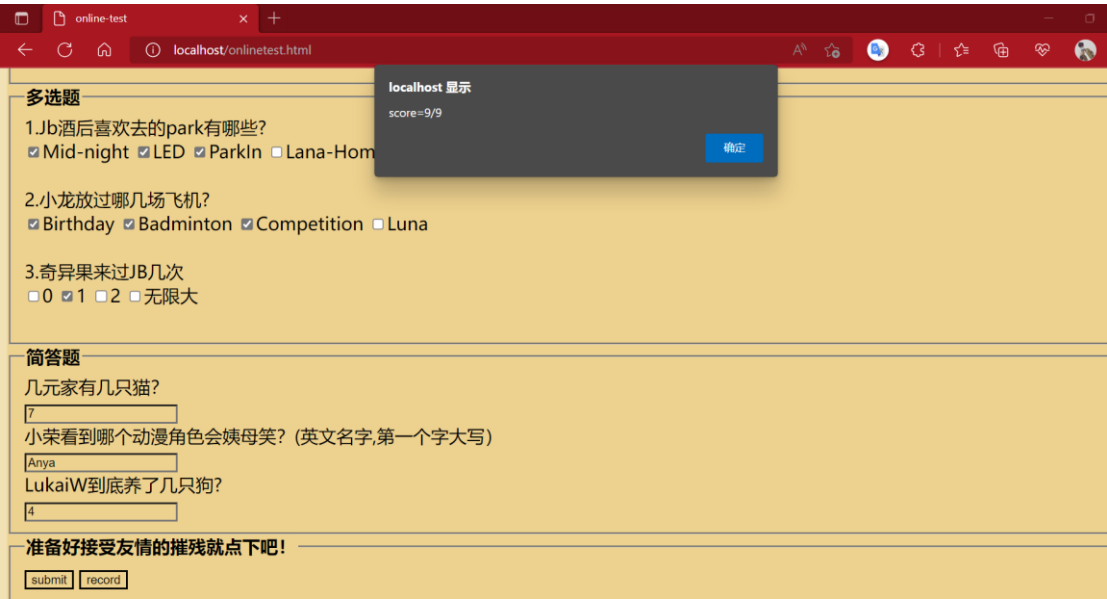 online-test
localhost/onlinetest.html
localhost 显示
score=9/9
确定
多选题
1.Jb酒后喜欢去的park有哪些?
Mid-night LED ParkIn Lana-Hom
2.小龙放过哪几场飞机?
Birthday Badminton Competition Luna
3.奇异果来过JB几次
0 1 2 无限大
简答题
几元家有几只猫?
7
小荣看到哪个动漫角色会姨母笑？(英文名字,第一个字大写)
Anya
LukaiW到底养了几只狗?
4
准备好接受友情的摧残就点下吧！
submit record